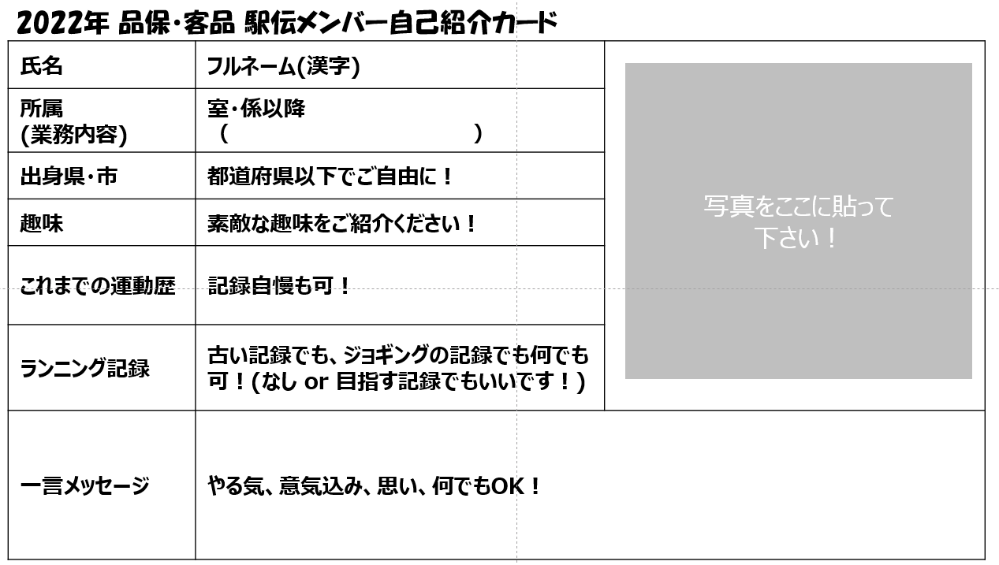 2022年 品保・客品 駅伝メンバー自己紹介カード
氏名
フルネーム(漢字)
所属
(業務内容)
室・係以降
（　　　　　　　　　　　）
出身県・市
都道府県以下でご自由に！
趣味
素敵な趣味をご紹介ください！
これまでの運動歴
記録自慢も可！
ランニング記録
古い記録でも、ジョギングの記録でも何でも
可！(なし or 目指す記録でもいいです！)
写真をここに貼って
下さい！
一言メッセージ
やる気、意気込み、思い、何でもOK！